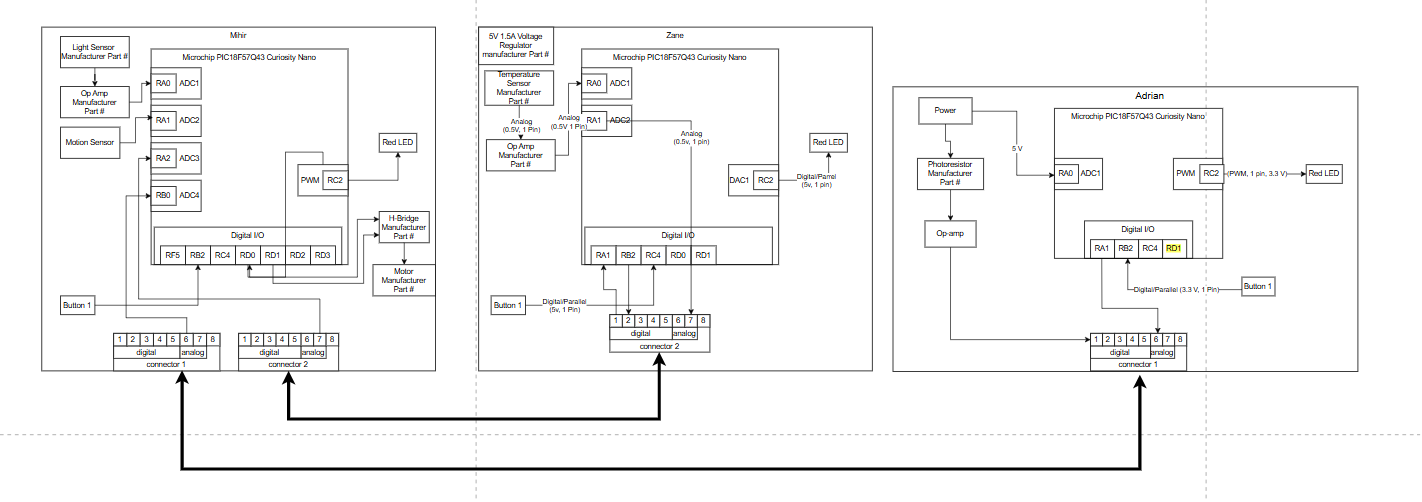 Mihir
Light Sensor
Manufacturer Part #
Op Amp
Manufacturer
Part #
Motion Sensor
Microchip PIC18F57Q43 Curiosity Nano
RA0 ADC1
RA1 ADC2
RA2 ADC3
RB0 ADC4
PWM RC2
Red LED
H-Bridge
Manufacturer
Part #
Motor
Manufacturer
Part #
Digital I/O
RF5 RB2 RC4 RD0 RD1 RD2 RD3
Button 1
1 2 3 4 5 6 7 8
digital analog
connector 1
1 2 3 4 5 6 7 8
digital analog
connector 2
Zane
5V 1.5A Voltage
Regulator
manufacturer Part #
Temperature
Sensor
Manufacturer
Part #
Analog
(0.5V, 1 Pin)
Op Amp
Manufacturer
Part #
Analog
(0.5V 1 Pin)
Microchip PIC18F57Q43 Curiosity Nano
RA0 ADC1
RA1 ADC2
Analog
(0.5v, 1 pin)
DAC1 RC2
Red LED
Digital/Parrel
(5v, 1 pin)
Digital I/O
RA1 RB2 RC4 RD0 RD1
Button 1
Digital/Parallel
(5v, 1 pin)
1 2 3 4 5 6 7 8
digital analog
connector 2
Adrian
Power
5 V
Photoresistor
Manufacturer
Part #
Op-amp
Microchip PIC18F57Q43 Curiosity Nano
RA0 ADC1
PWM RC2
(PWM, 1 pin, 3.3 V)
Red LED
Digital I/O
RA1 RB2 RC4 RD1
Digital/Parallel (3.3 V, 1 Pin)
Button 1
1 2 3 4 5 6 7 8
digital analog
connector 1